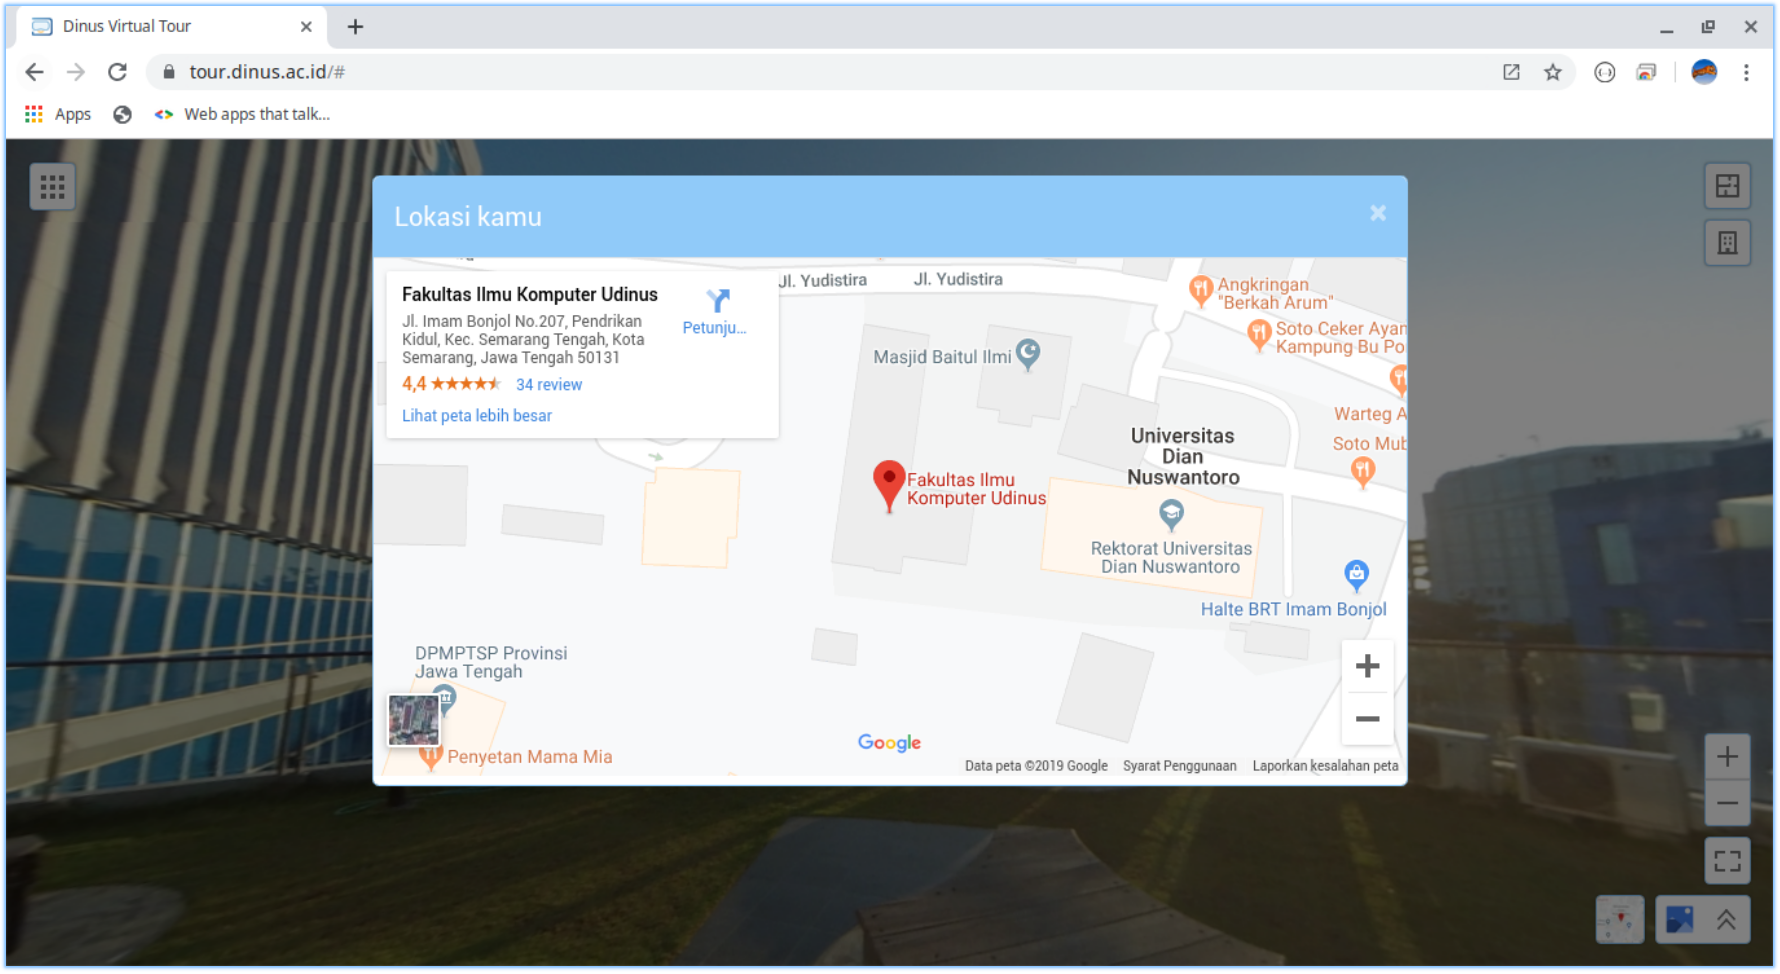 Dinus Virtual Tour
tour.dinus.ac.id/#
Apps
Web apps that talk...
Lokasi kamu
Fakultas Ilmu Komputer Udinus
Jl. Imam Bonjol No.207, Pendrikan
Kidul, Kec. Semarang Tengah, Kota
Semarang, Jawa Tengah 50131
4,4
34 review
Lihat peta lebih besar
Petunju...
Jl. Yudistira
Jl. Yudistira
Angkringan
"Berkah Arum"
Soto Ceker Ayam
Kampung Bu Po
Masjid Baitul Ilmi
Warteg A
Soto Mub
Universitas
Dian
Nuswantoro
Fakultas Ilmu
Komputer Udinus
Rektorat Universitas
Dian Nuswantoro
Halte BRT Imam Bonjol
DPMPTSP Provinsi
Jawa Tengah
Penyetan Mama Mia
Google
Data peta ©2019 Google
Syarat Penggunaan
Laporkan kesalahan peta